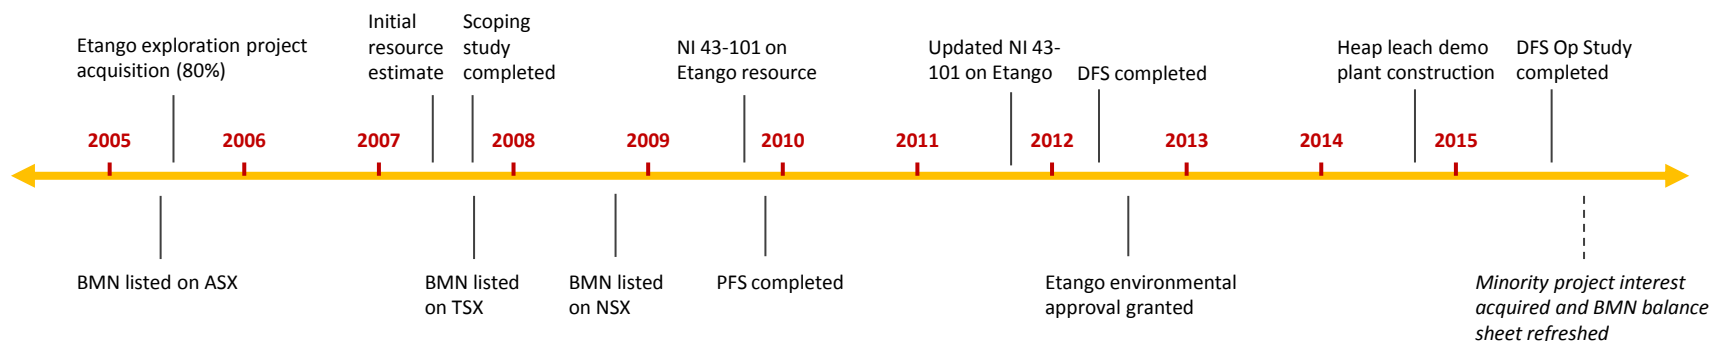 Etango exploration project
acquisition (80%)
Initial
resource
estimate
Scoping
study
completed
NI 43-101 on
Etango resource
Updated NI 43-
101 on Etango
DFS completed
Heap leach demo
plant construction
DFS Op Study
completed
2005
2006
2007
2008
2009
2010
2011
2012
2013
2014
2015
BMN listed on ASX
BMN listed
on TSX
BMN listed
on NSX
PFS completed
Etango environmental
approval granted
Minority project interest
acquired and BMN balance
sheet refreshed